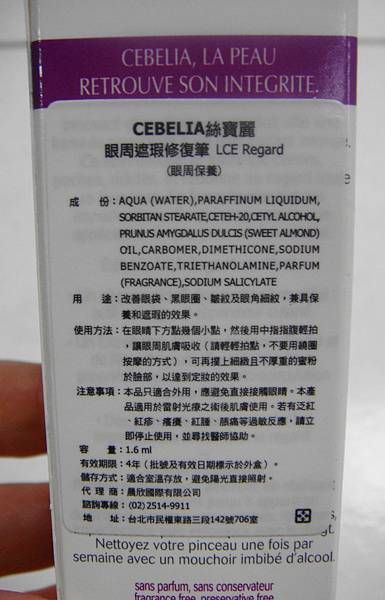 CEBELIA, LA PEAU
RETROUVE SON INTEGRITE.
CEBELIA絲寶麗
眼周遮瑕修復筆 LCE Regard
(眼周保養)
成　份：AQUA (WATER),PARAFFINUM LIQUIDUM,
SORBITAN STEARATE,CETEH-20,CETYL ALCOHOL,
PRUNUS AMYGDALUS DULCIS (SWEET ALMOND)
OIL,CARBOMER,DIMETHICONE,SODIUM
BENZOATE,TRIETHANOLAMINE,PARFUM
(FRAGRANCE),SODIUM SALICYLATE
用　途：改善眼袋、黑眼圈、皺紋及眼角細紋，兼具保
養和遮瑕的效果。
使用方法：在眼睛下方點幾個小點，然後用中指指腹輕拍
，讓眼周肌膚吸收（請輕輕拍點，不要用繞圈
按摩的方式），可再撲上細緻且不厚重的蜜粉
於臉部，以達到定妝的效果。
注意事項：本品只適合外用，應避免直接接觸眼睛。本產
品適用於雷射光療之術後肌膚使用。若有泛紅
、紅疹、搔癢、紅腫、脹痛等過敏反應，請立
即停止使用，並尋找醫師協助。
容　量：1.6 ml
有效期限：4年（批號及有效日期標示於外盒）。
儲存方式：適合室溫存放，避免陽光直接照射。
代 理 商：晨欣國際有限公司
諮詢專線：(02) 2514-9911
地　址：台北市民權東路三段142號706室
Nettoyez votre pinceau une fois par
semaine avec un mouchoir imbibé d'alcool.
sans parfum, sans conservateur
fragrance free, preservative free